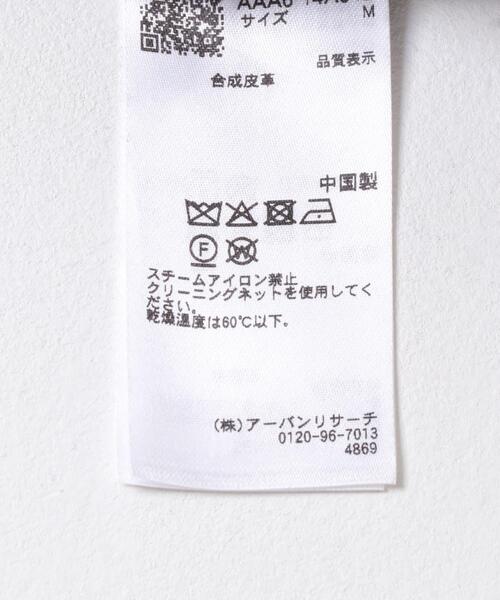 サイズ
M
品質表示
合成皮革
中国製
F W
スチームアイロン禁止
クリーニングネットを使用してく
ださい。
乾燥温度は60℃以下。
(株)アーバンリサーチ
0120-96-7013
4869